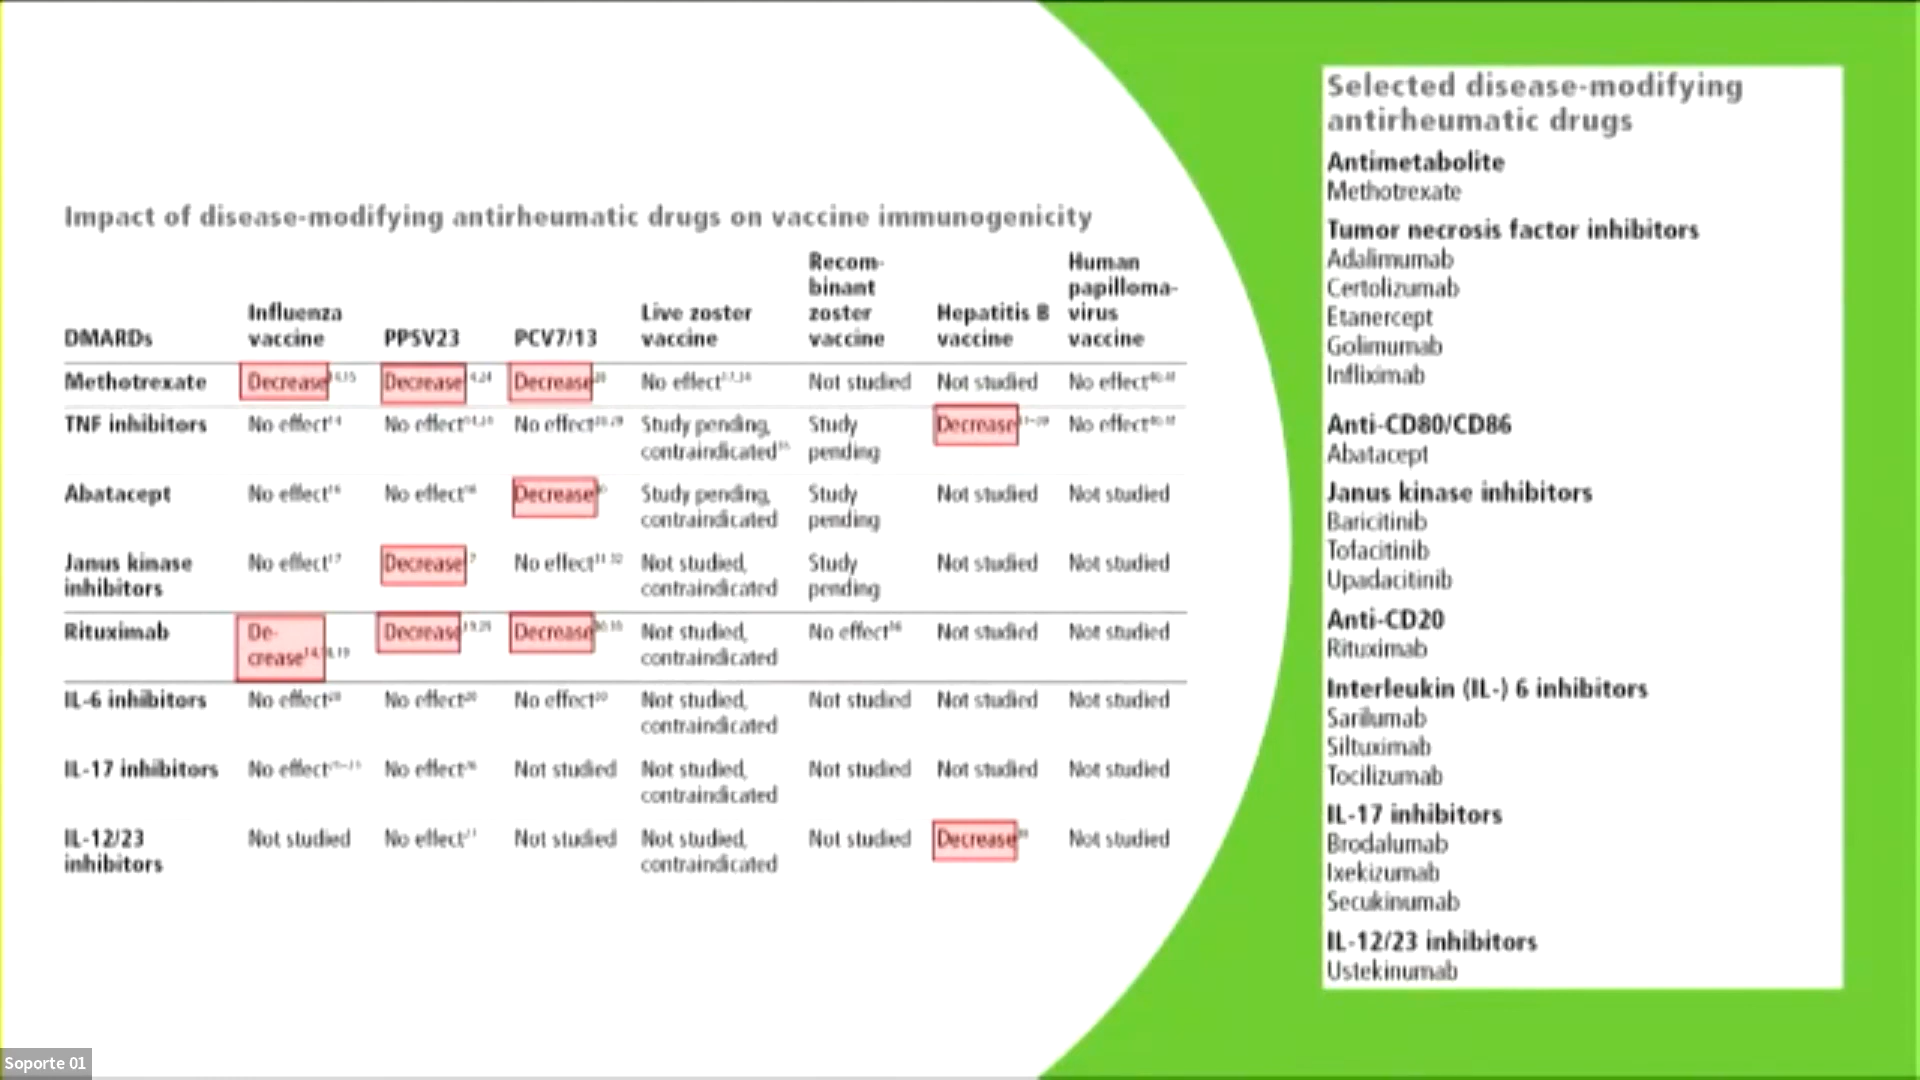 Impact of disease-modifying antirheumatic drugs on vaccine immunogenicity
DMARDs | Influenza vaccine | PPSV23 | PCV7/13 | Live zoster vaccine | Recom-binant zoster vaccine | Hepatitis B vaccine | Human papilloma-virus vaccine
Methotrexate | Decrease | Decrease | Decrease | No effect | Not studied | Not studied | No effect
TNF inhibitors | No effect | No effect | No effect | Study pending, contraindicated | Study pending | Decrease | No effect
Abatacept | No effect | No effect | Decrease | Study pending, contraindicated | Study pending | Not studied | Not studied
Janus kinase inhibitors | No effect | Decrease | No effect | Not studied, contraindicated | Study pending | Not studied | Not studied
Rituximab | De-crease | Decrease | Decrease | Not studied, contraindicated | No effect | Not studied | Not studied
IL-6 inhibitors | No effect | No effect | No effect | Not studied, contraindicated | Not studied | Not studied | Not studied
IL-17 inhibitors | No effect | No effect | Not studied | Not studied, contraindicated | Not studied | Not studied | Not studied
IL-12/23 inhibitors | Not studied | No effect | Not studied | Not studied, contraindicated | Not studied | Decrease | Not studied
Selected disease-modifying
antirheumatic drugs
Antimetabolite
Methotrexate
Tumor necrosis factor inhibitors
Adalimumab
Certolizumab
Etanercept
Golimumab
Infliximab
Anti-CD80/CD86
Abatacept
Janus kinase inhibitors
Baricitinib
Tofacitinib
Upadacitinib
Anti-CD20
Rituximab
Interleukin (IL-) 6 inhibitors
Sarilumab
Siltuximab
Tocilizumab
IL-17 inhibitors
Brodalumab
Ixekizumab
Secukinumab
IL-12/23 inhibitors
Ustekinumab
Soporte 01